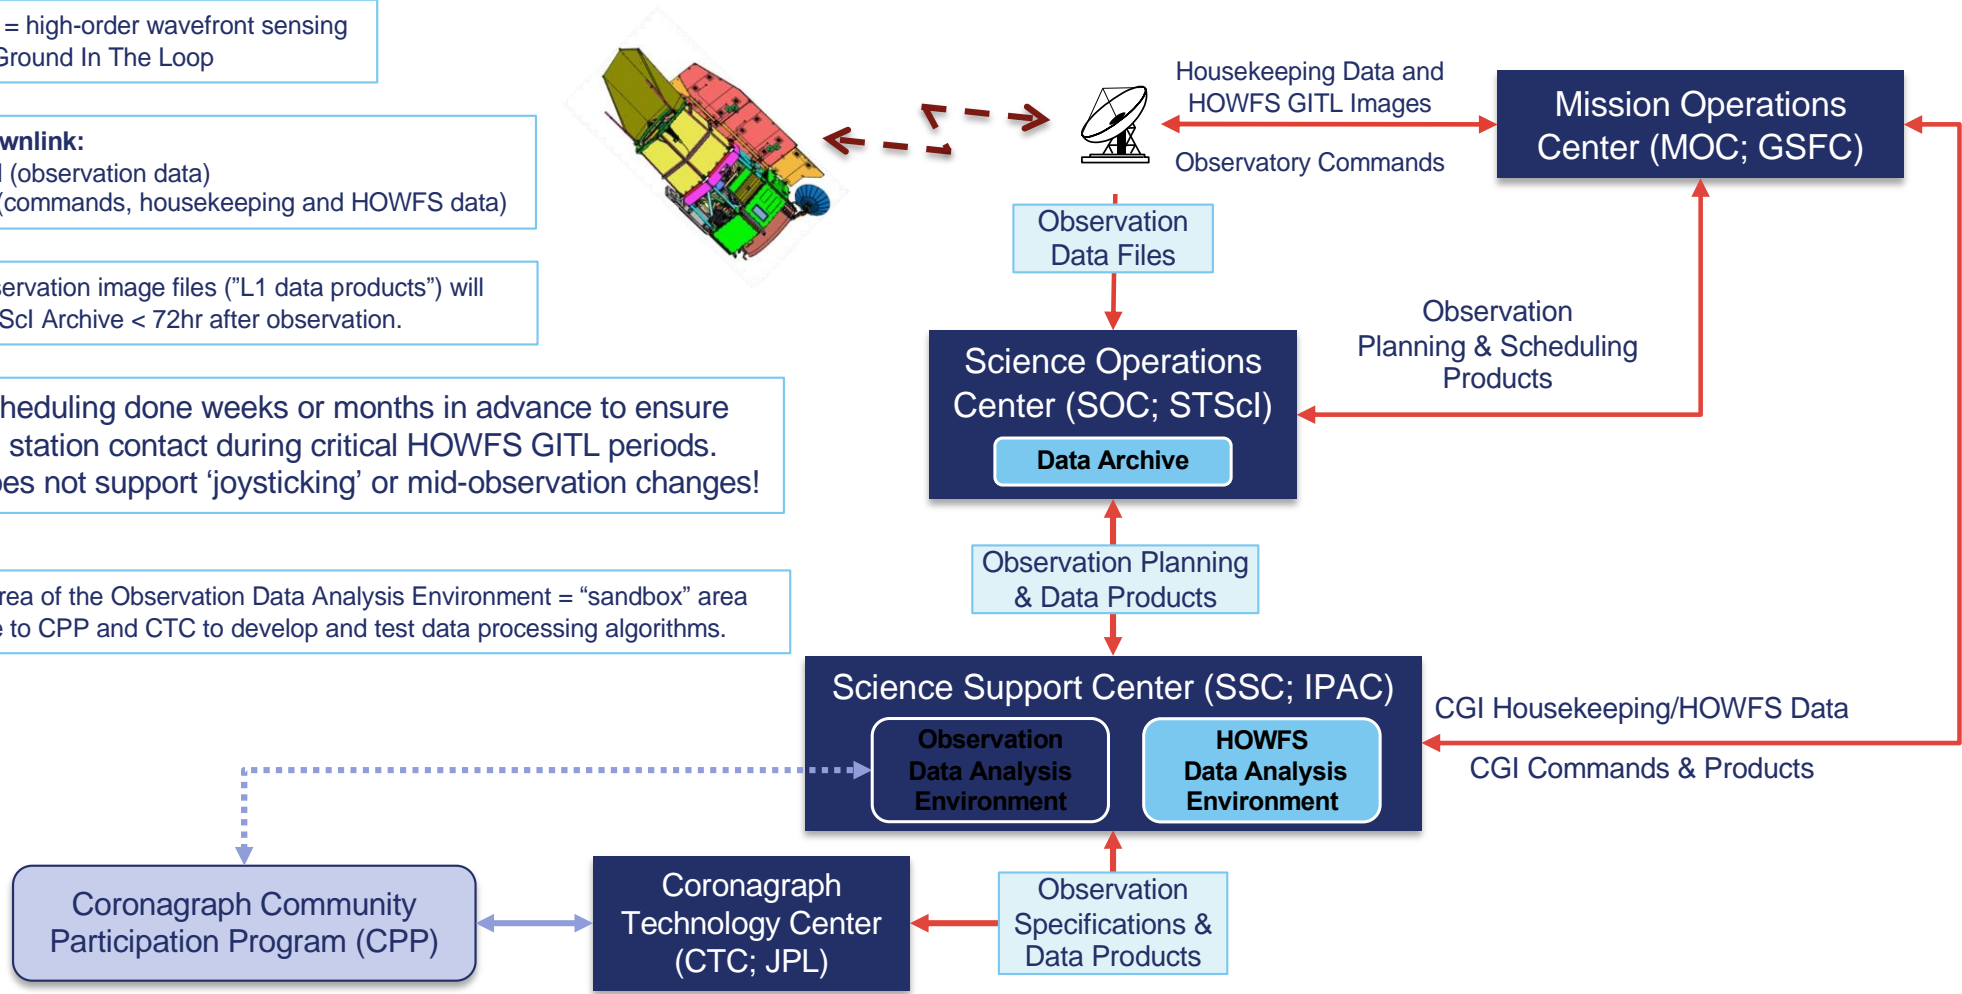 = high-order wavefront sensing
Ground In The Loop
wnlink:
(observation data)
(commands, housekeeping and HOWFS data)
servation image files (”L1 data products”) will
ScI Archive < 72hr after observation.
heduling done weeks or months in advance to ensure
station contact during critical HOWFS GITL periods.
oes not support ‘joysticking’ or mid-observation changes!
rea of the Observation Data Analysis Environment = “sandbox” area
e to CPP and CTC to develop and test data processing algorithms.
Housekeeping Data and
HOWFS GITL Images
Observatory Commands
Mission Operations
Center (MOC; GSFC)
Observation
Data Files
Observation
Planning & Scheduling
Products
Science Operations
Center (SOC; STScI)
Data Archive
Observation Planning
& Data Products
Science Support Center (SSC; IPAC)
Observation
Data Analysis
Environment
HOWFS
Data Analysis
Environment
CGI Housekeeping/HOWFS Data
CGI Commands & Products
Coronagraph Community
Participation Program (CPP)
Coronagraph
Technology Center
(CTC; JPL)
Observation
Specifications &
Data Products